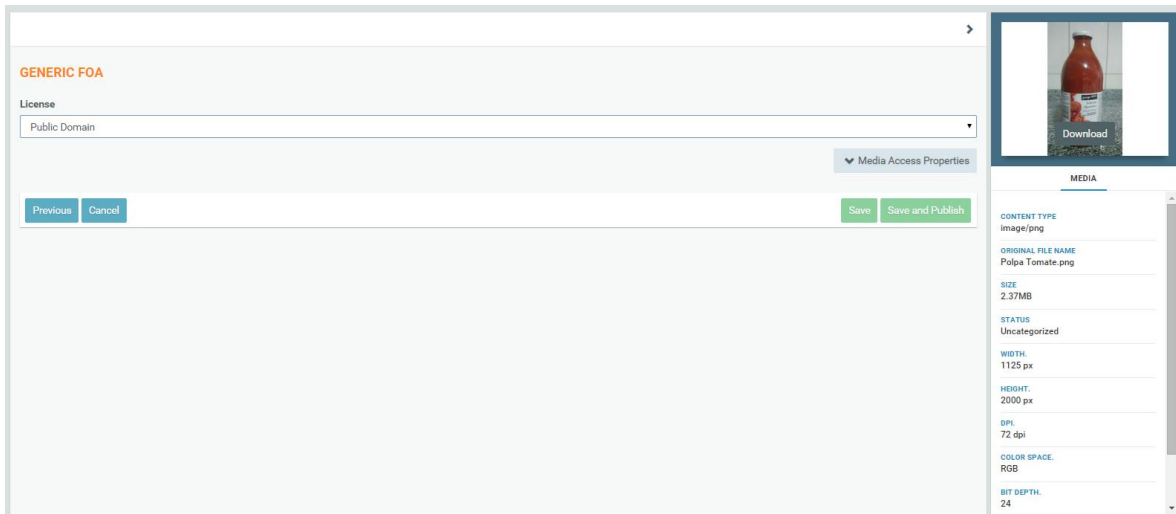 GENERIC FOA
License
Public Domain
Media Access Properties
Previous
Cancel
Save
Save and Publish
Download
MEDIA
CONTENT TYPE
image/png
ORIGINAL FILE NAME
Polpa Tomate.png
SIZE
2.37MB
STATUS
Uncategorized
WIDTH.
1125 px
HEIGHT.
2000 px
DPI.
72 dpi
COLOR SPACE.
RGB
BIT DEPTH.
24